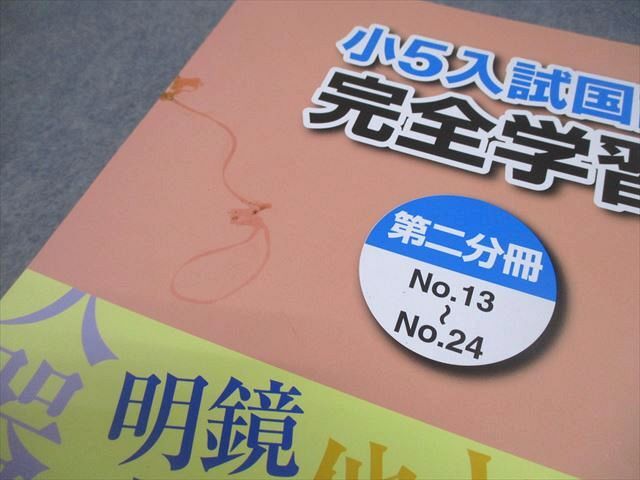 小5入試国
完全学習
第二分冊
No.13
~
No.24
明鏡